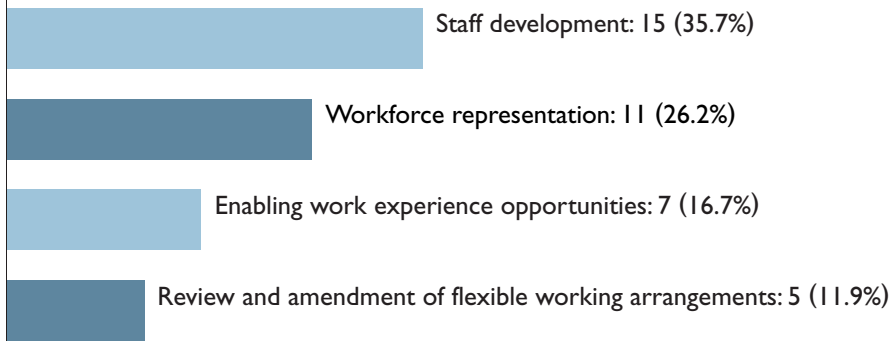 Staff development: 15 (35.7%)
Workforce representation: 11 (26.2%)
Enabling work experience opportunities: 7 (16.7%)
Review and amendment of flexible working arrangements: 5 (11.9%)